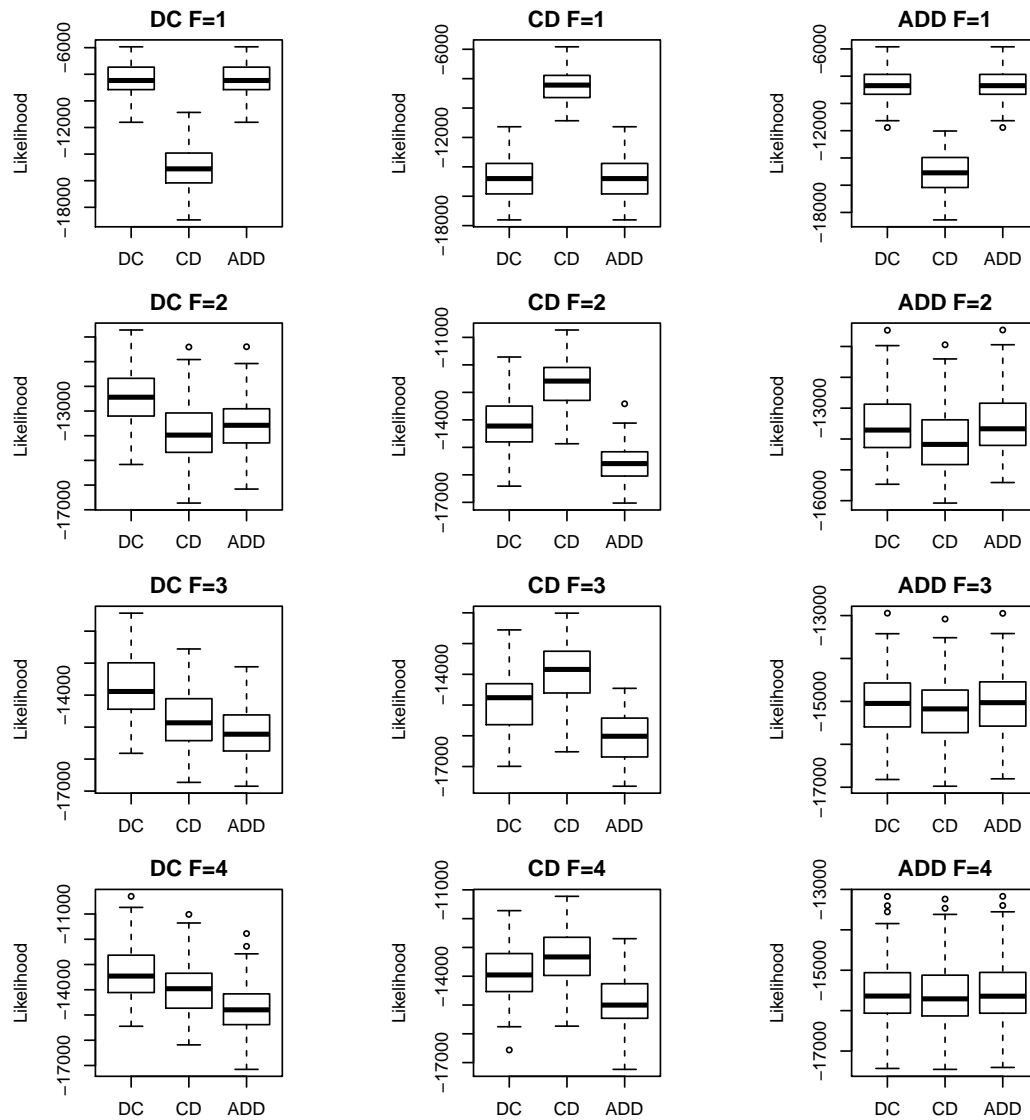 DC F=1
Likelihood
−18000 −12000 −6000
DC CD ADD
CD F=1
Likelihood
−18000 −12000 −6000
DC CD ADD
ADD F=1
Likelihood
−18000 −12000 −6000
DC CD ADD
DC F=2
Likelihood
−17000 −13000
DC CD ADD
CD F=2
Likelihood
−17000 −14000 −11000
DC CD ADD
ADD F=2
Likelihood
−16000 −13000
DC CD ADD
DC F=3
Likelihood
−17000 −14000
DC CD ADD
CD F=3
Likelihood
−17000 −14000
DC CD ADD
ADD F=3
Likelihood
−17000 −15000 −13000
DC CD ADD
DC F=4
Likelihood
−17000 −14000 −11000
DC CD ADD
CD F=4
Likelihood
−17000 −14000 −11000
DC CD ADD
ADD F=4
Likelihood
−17000 −15000 −13000
DC CD ADD